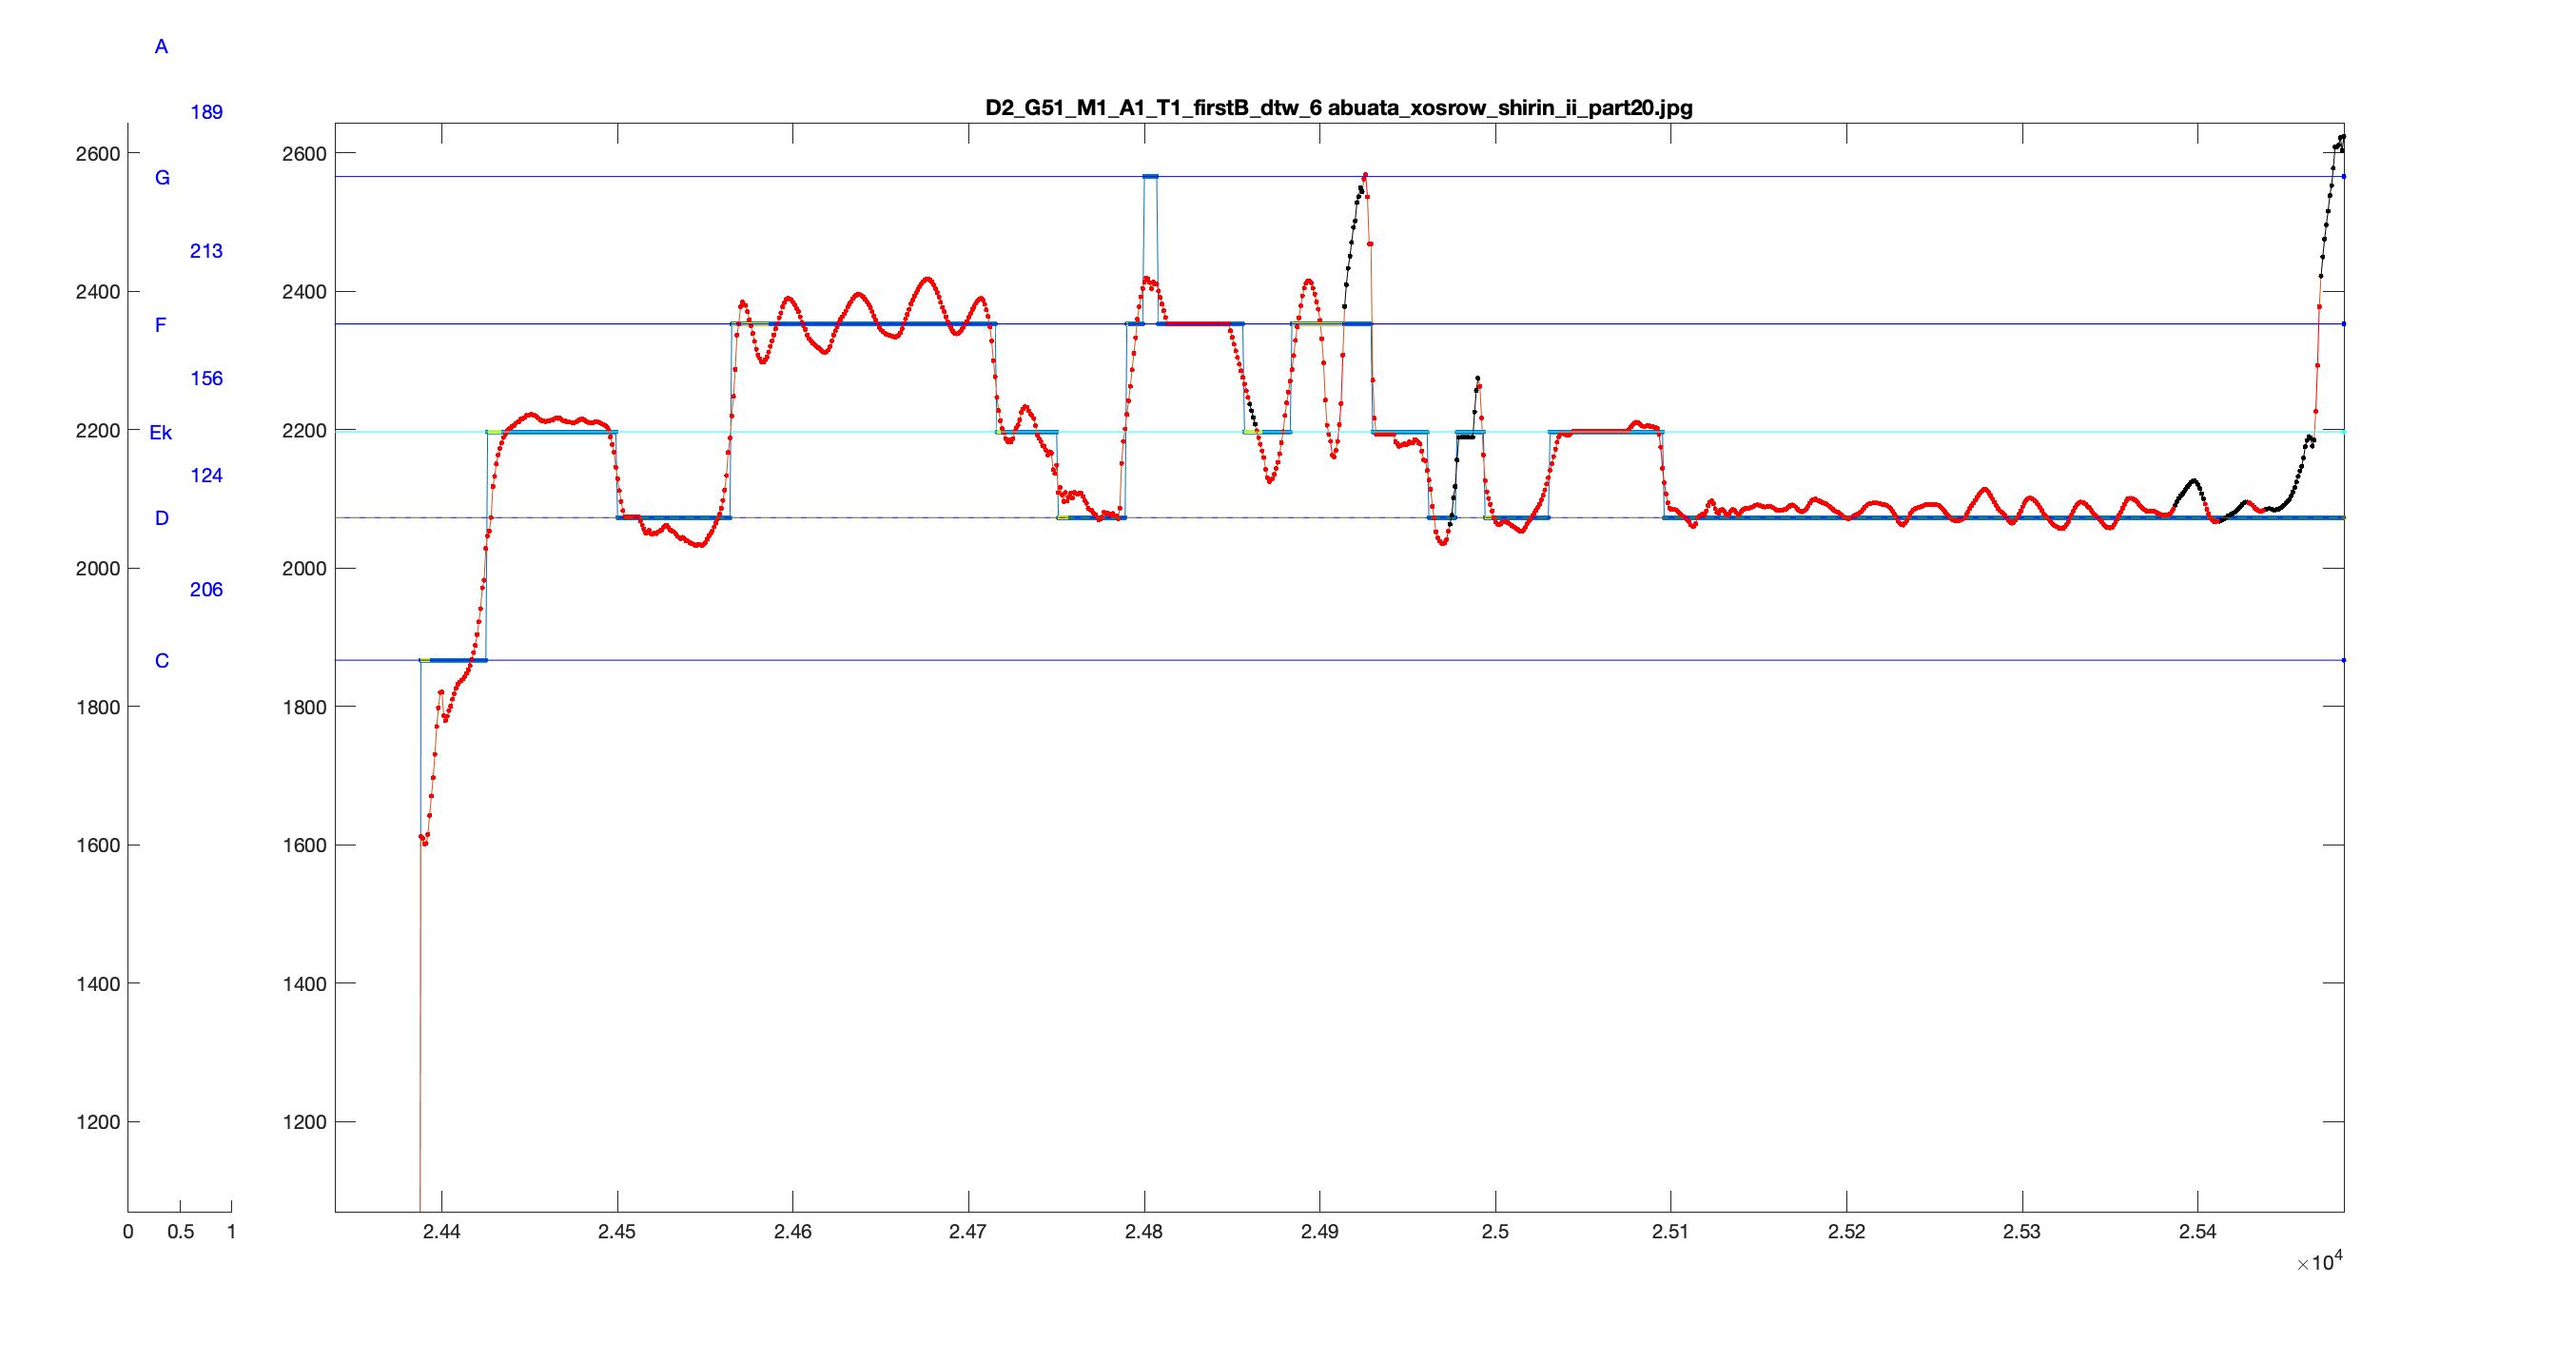 A
189
D2_G51_M1_A1_T1_firstB_dtw_6 abuata_xosrow_shirin_ii_part20.jpg
2600 2600
G
213
2400 2400
F
156
2200 Ek 2200
124
D
2000 2000
206
C
1800 1800
1600 1600
1400 1400
1200 1200
0 0.5 1 2.44 2.45 2.46 2.47 2.48 2.49 2.5 2.51 2.52 2.53 2.54
×10^4